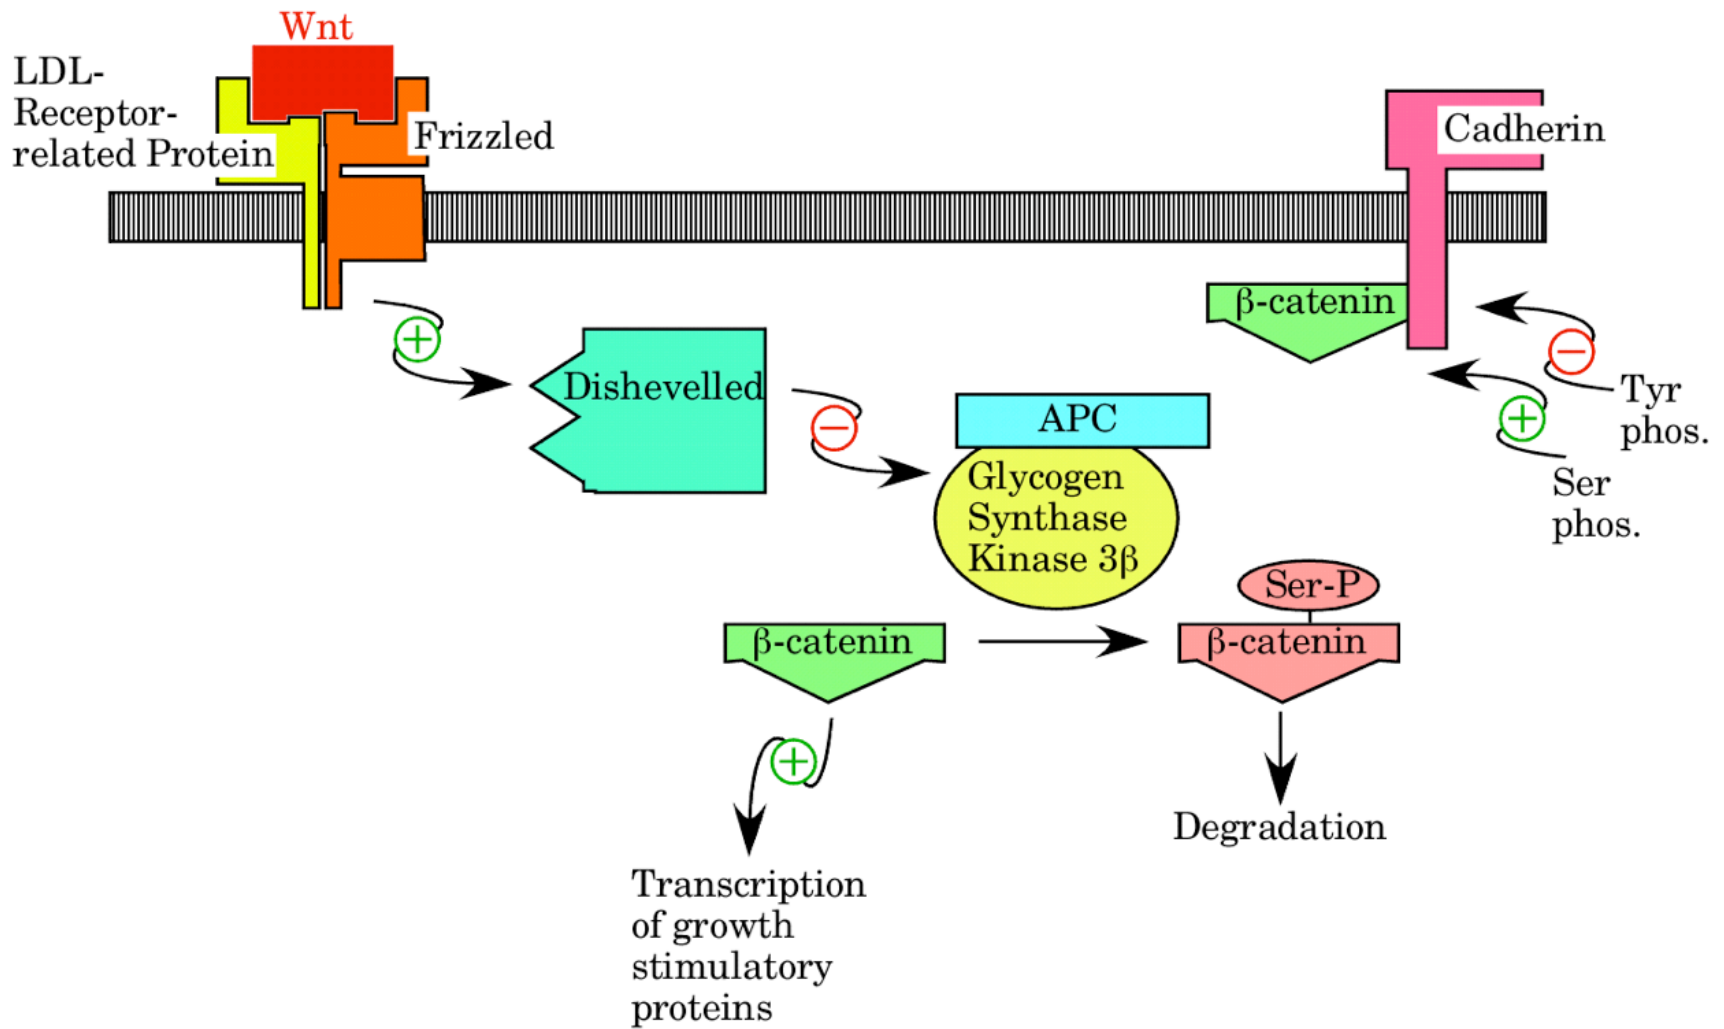 Wnt
LDL-
Receptor-
related Protein
Frizzled
Cadherin
β-catenin
Dishevelled
APC
Glycogen
Synthase
Kinase 3β
Tyr
phos.
Ser
phos.
Ser-P
β-catenin
β-catenin
Degradation
Transcription
of growth
stimulatory
proteins
+
−
−
+
+